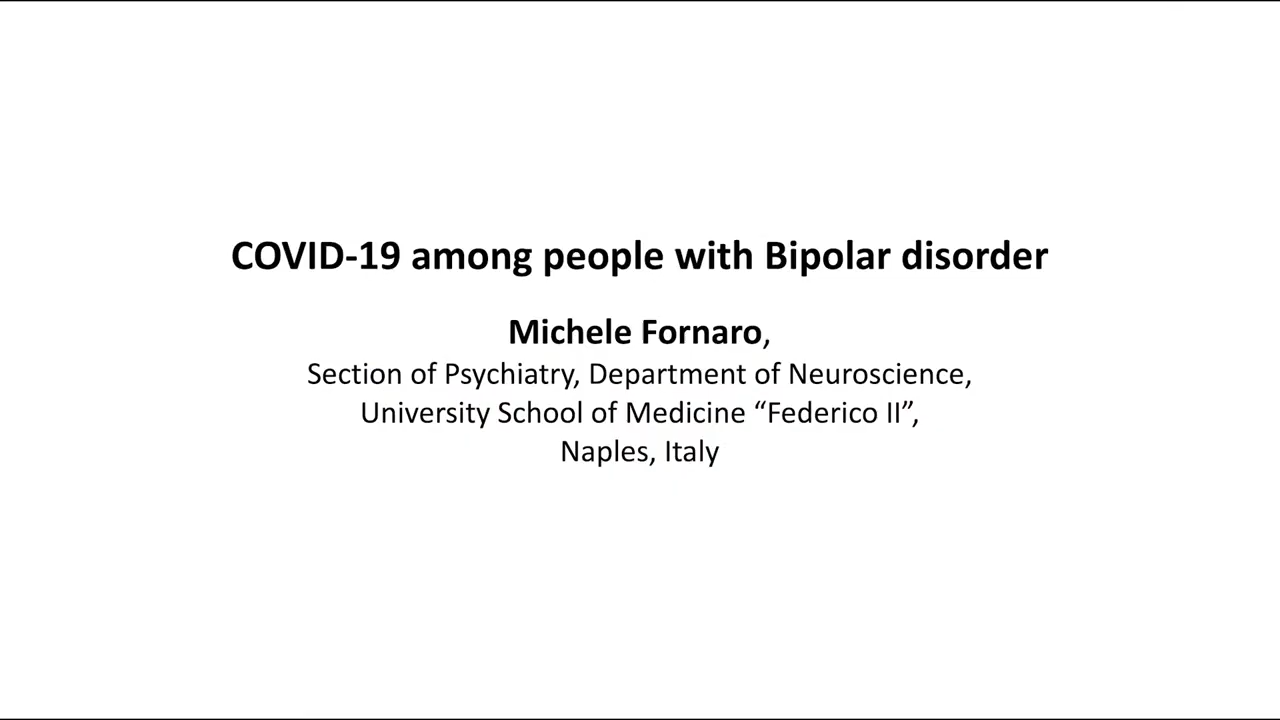 COVID-19 among people with Bipolar disorder
Michele Fornaro,
Section of Psychiatry, Department of Neuroscience,
University School of Medicine “Federico II”,
Naples, Italy